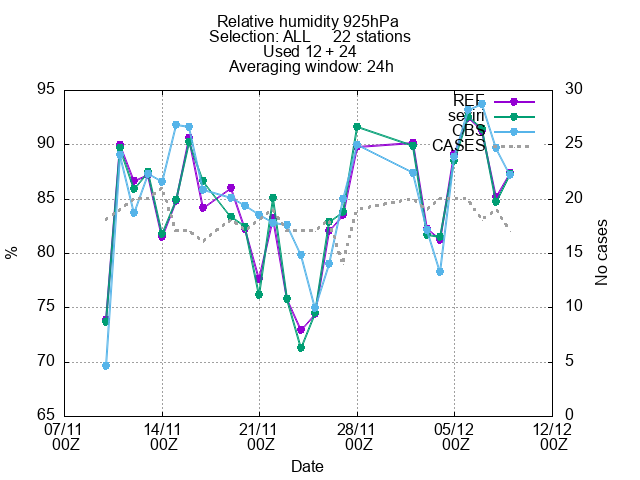 Relative humidity 925hPa
Selection: ALL 22 stations
Used 12 + 24
Averaging window: 24h
95
90
85
80
75
70
65
30
25
20
15
10
5
0
REF
seviri
OBS
CASES
%
No cases
07/11 00Z
14/11 00Z
21/11 00Z
28/11 00Z
05/12 00Z
12/12 00Z
Date